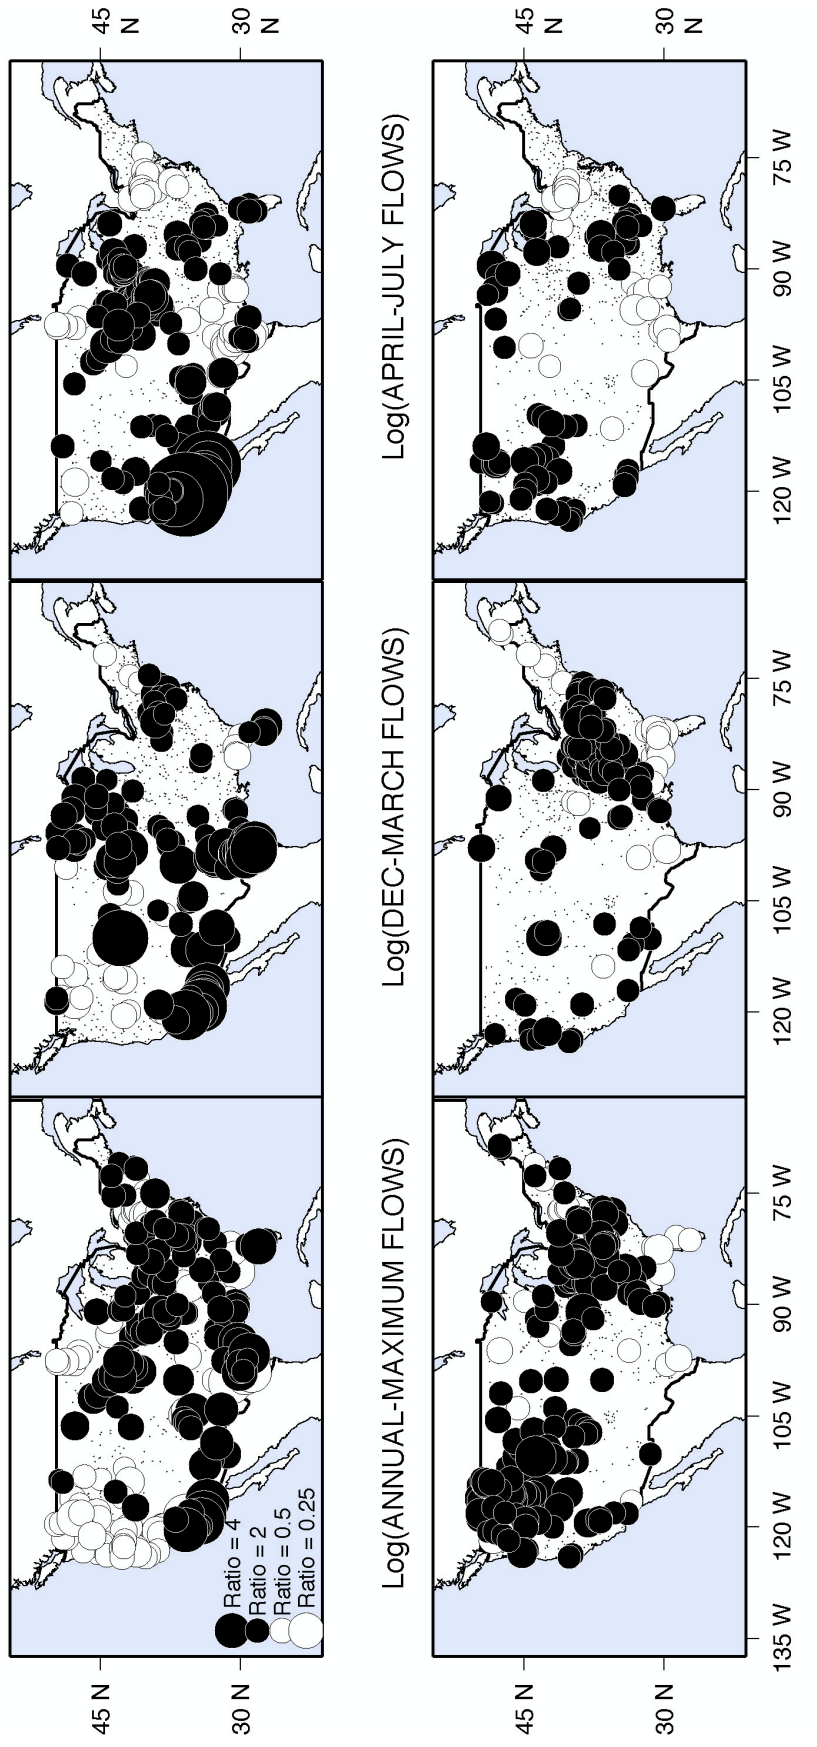 45 N
30 N
Ratio = 4
Ratio = 2
Ratio = 0.5
Ratio = 0.25
Log(ANNUAL-MAXIMUM FLOWS)
Log(DEC-MARCH FLOWS)
Log(APRIL-JULY FLOWS)
45 N
30 N
45 N
30 N
45 N
30 N
135 W
120 W
105 W
90 W
75 W
120 W
105 W
90 W
75 W
120 W
105 W
90 W
75 W